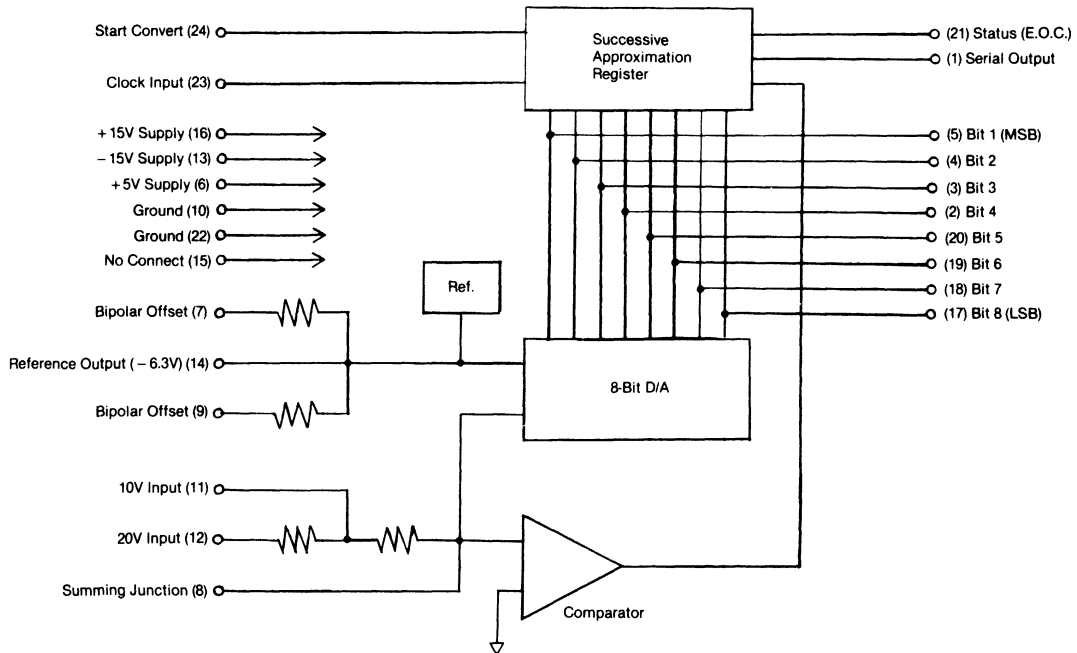 Start Convert (24)
Clock Input (23)
+15V Supply (16)
−15V Supply (13)
+5V Supply (6)
Ground (10)
Ground (22)
No Connect (15)
Bipolar Offset (7)
Reference Output (−6.3V) (14)
Bipolar Offset (9)
10V Input (11)
20V Input (12)
Summing Junction (8)
Successive
Approximation
Register
Ref.
8-Bit D/A
Comparator
(21) Status (E.O.C.)
(1) Serial Output
(5) Bit 1 (MSB)
(4) Bit 2
(3) Bit 3
(2) Bit 4
(20) Bit 5
(19) Bit 6
(18) Bit 7
(17) Bit 8 (LSB)